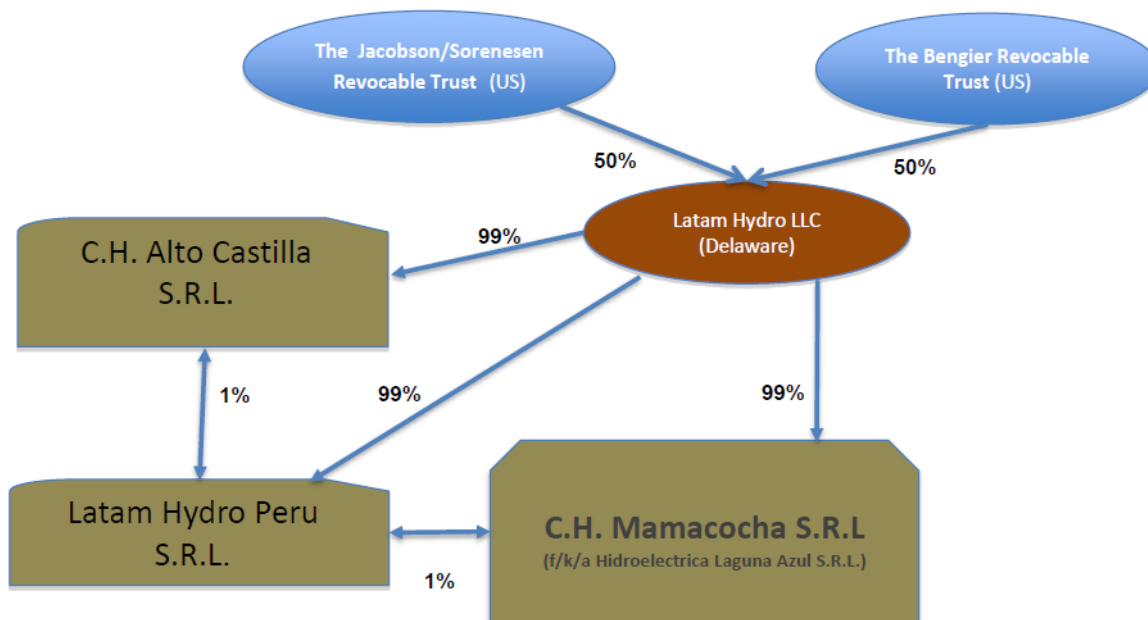 The Jacobson/Sorenesen
Revocable Trust (US)
The Bengier Revocable
Trust (US)
50%
50%
Latam Hydro LLC
(Delaware)
99%
C.H. Alto Castilla
S.R.L.
1%
99%
99%
Latam Hydro Peru
S.R.L.
C.H. Mamacocha S.R.L
(f/k/a Hidroelectrica Laguna Azul S.R.L.)
1%